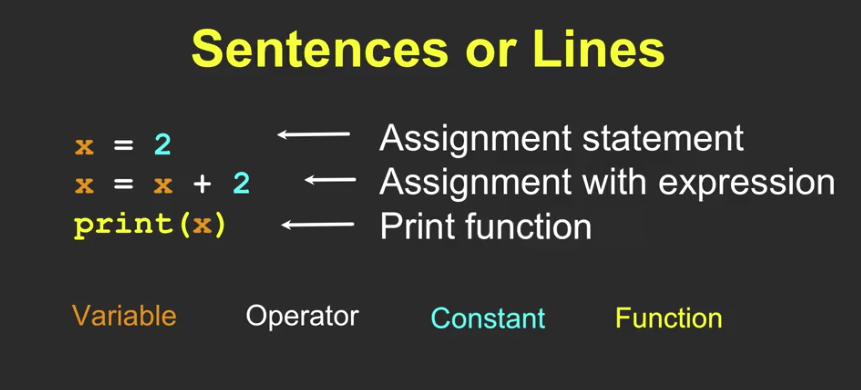 Sentences or Lines
x = 2 Assignment statement
x = x + 2 Assignment with expression
print(x) Print function
Variable Operator Constant Function